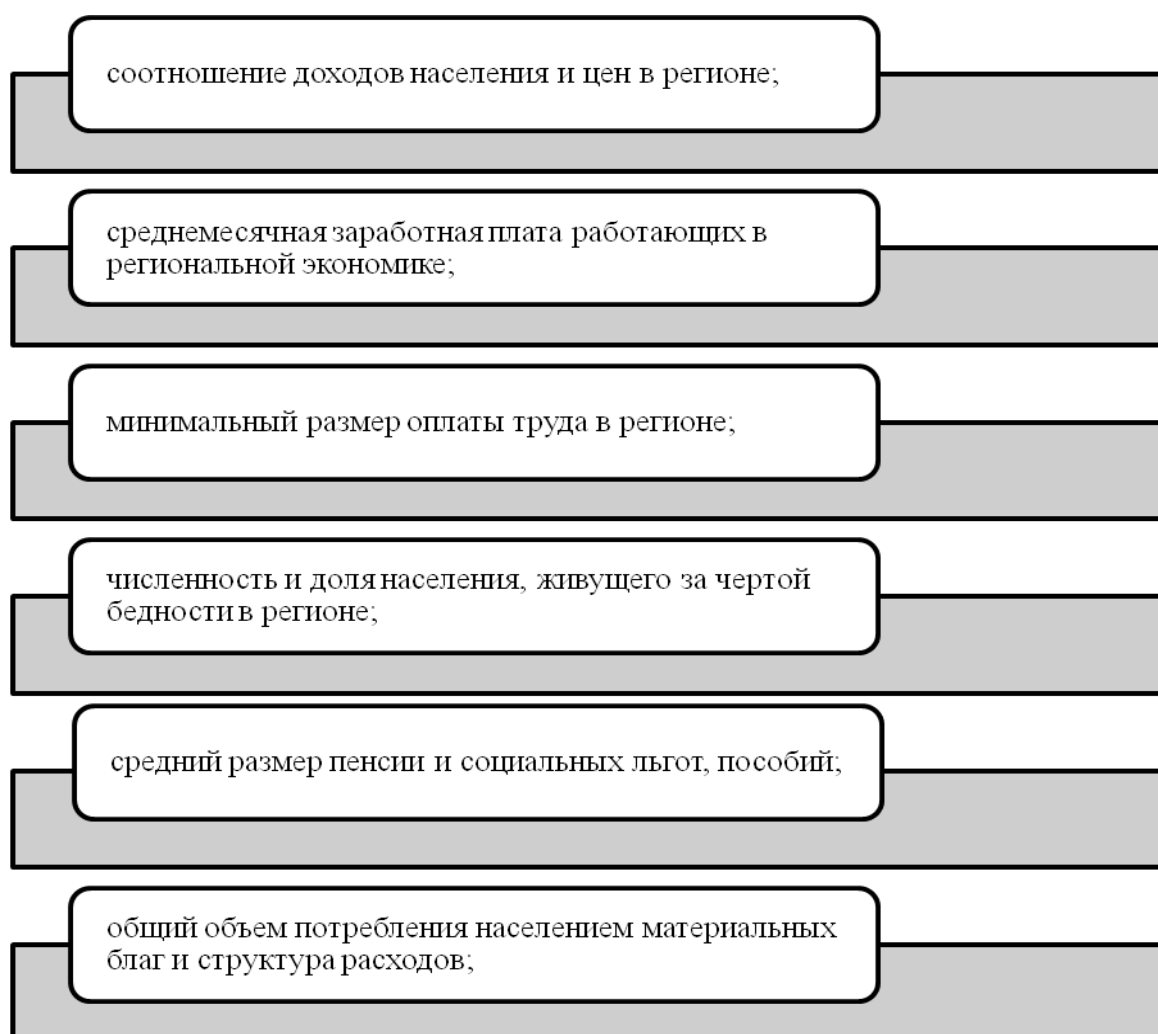 соотношение доходов населения и цен в регионе;
среднемесячная заработная плата работающих в
региональной экономике;
минимальный размер оплаты труда в регионе;
численность и доля населения, живущего за чертой
бедности в регионе;
средний размер пенсии и социальных льгот, пособий;
общий объем потребления населением материальных
благ и структура расходов;